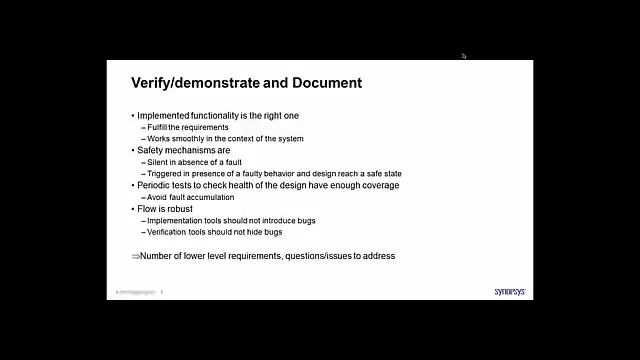 Verify/demonstrate and Document
• Implemented functionality is the right one
– Fulfill the requirements
– Works smoothly in the context of the system
• Safety mechanisms are
– Silent in absence of a fault
– Triggered in presence of a faulty behavior and design reach a safe state
• Periodic tests to check health of the design have enough coverage
– Avoid fault accumulation
• Flow is robust
– Implementation tools should not introduce bugs
– Verification tools should not hide bugs
⇒Number of lower level requirements, questions/issues to address
SYNOPSYS